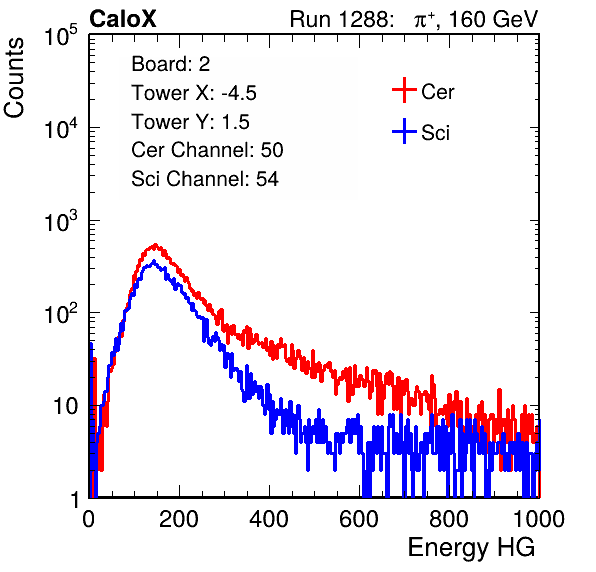 CaloX Run 1288: π⁺, 160 GeV
Counts
10⁵
10⁴
10³
10²
10
1
Board: 2
Tower X: -4.5
Tower Y: 1.5
Cer Channel: 50
Sci Channel: 54
Cer
Sci
0 200 400 600 800 1000
Energy HG